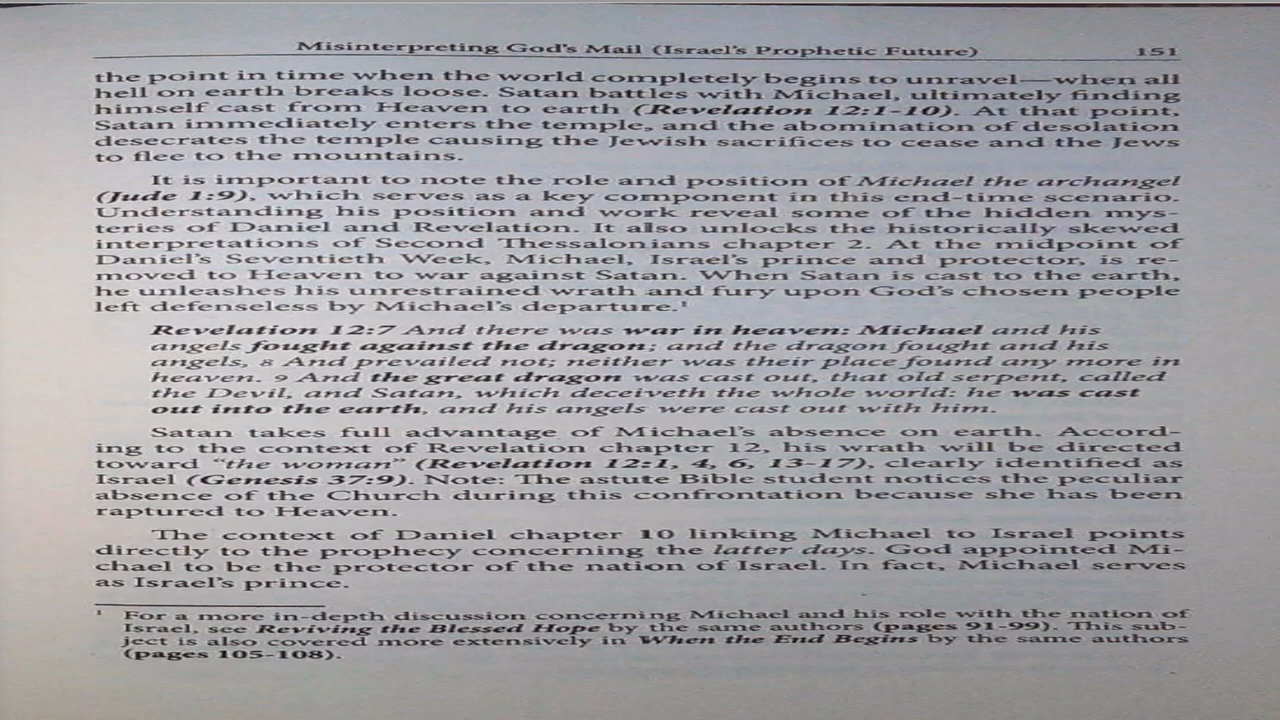 Misinterpreting God's Mail (Israel's Prophetic Future) 151
the point in time when the world completely begins to unravel—when all
hell on earth breaks loose. Satan battles with Michael, ultimately finding
himself cast from Heaven to earth (Revelation 12:1-10). At that point,
Satan immediately enters the temple, and the abomination of desolation
desecrates the temple causing the Jewish sacrifices to cease and the Jews
to flee to the mountains.
It is important to note the role and position of Michael the archangel
(Jude 1:9), which serves as a key component in this end-time scenario.
Understanding his position and work reveal some of the hidden mys-
teries of Daniel and Revelation. It also unlocks the historically skewed
interpretations of Second Thessalonians chapter 2. At the midpoint of
Daniel's Seventieth Week, Michael, Israel's prince and protector, is re-
moved to Heaven to war against Satan. When Satan is cast to the earth,
he unleashes his unrestrained wrath and fury upon God's chosen people
left defenseless by Michael's departure.¹
Revelation 12:7 And there was war in heaven: Michael and his
angels fought against the dragon; and the dragon fought and his
angels, 8 And prevailed not; neither was their place found any more in
heaven. 9 And the great dragon was cast out, that old serpent, called
the Devil, and Satan, which deceiveth the whole world: he was cast
out into the earth, and his angels were cast out with him.
Satan takes full advantage of Michael's absence on earth. Accord-
ing to the context of Revelation chapter 12, his wrath will be directed
toward "the woman" (Revelation 12:1, 4, 6, 13-17), clearly identified as
Israel (Genesis 37:9). Note: The astute Bible student notices the peculiar
absence of the Church during this confrontation because she has been
raptured to Heaven.
The context of Daniel chapter 10 linking Michael to Israel points
directly to the prophecy concerning the latter days. God appointed Mi-
chael to be the protector of the nation of Israel. In fact, Michael serves
as Israel's prince.
¹ For a more in-depth discussion concerning Michael and his role with the nation of
Israel, see Reviving the Blessed Hope by the same authors (pages 91-99). This sub-
ject is also covered more extensively in When the End Begins by the same authors
(pages 105-108).